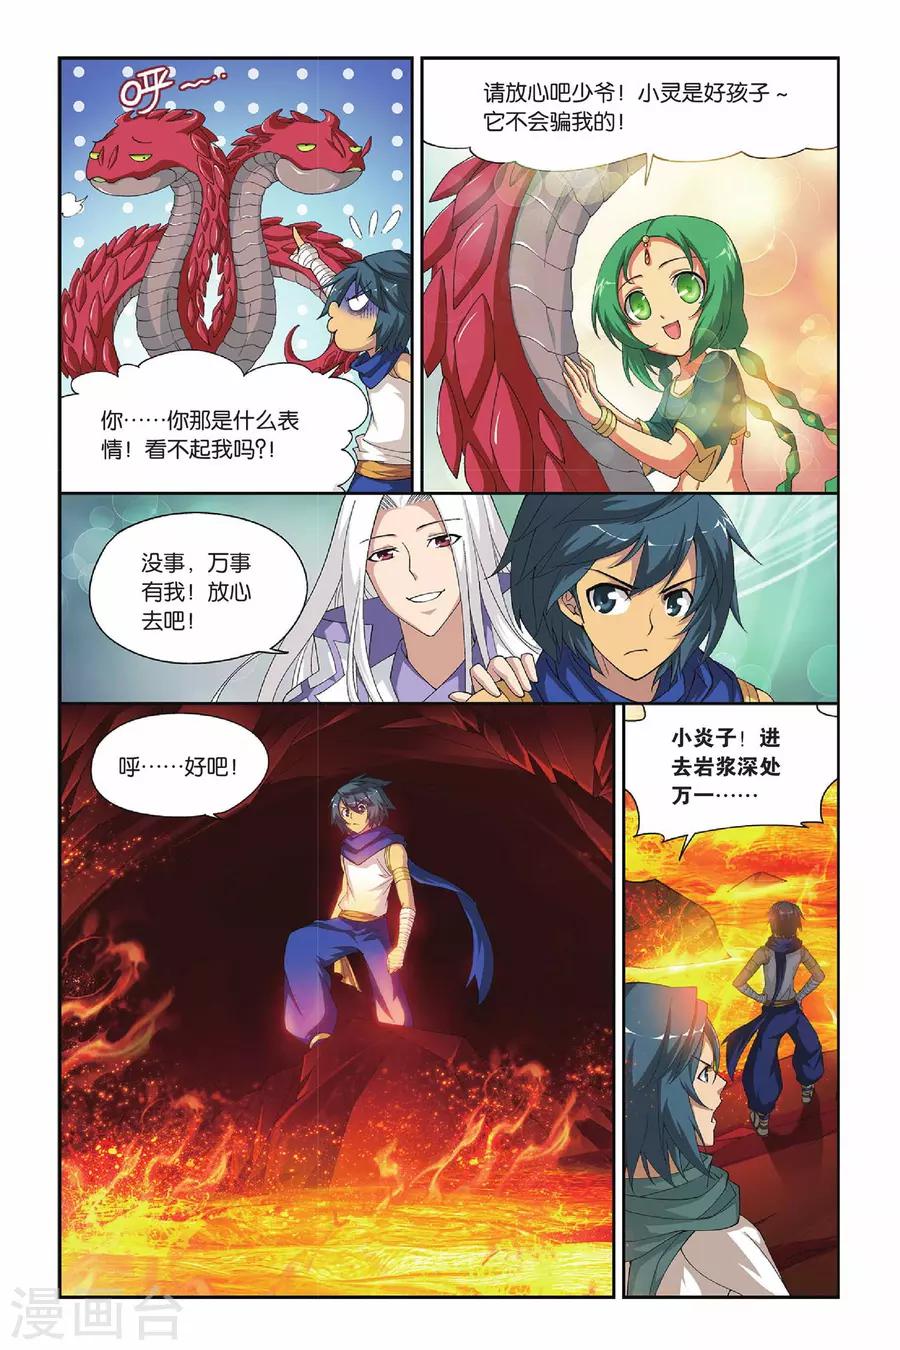 呼~…
请放心吧少爷！小灵是好孩子~
它不会骗我的！
你……你那是什么表
情！看不起我吗?!
没事，万事
有我！放心
去吧！
呼……好吧！
小炎子！进
去岩浆深处
万一……
漫画台